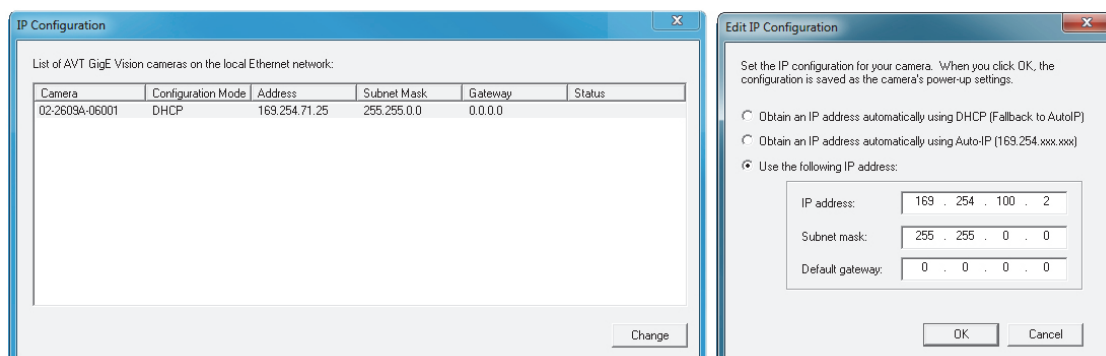 IP Configuration
List of AVT GigE Vision cameras on the local Ethernet network:
Camera Configuration Mode Address Subnet Mask Gateway Status
02-2609A-06001 DHCP 169.254.71.25 255.255.0.0 0.0.0.0
Change
Edit IP Configuration
Set the IP configuration for your camera. When you click OK, the
configuration is saved as the camera's power-up settings.
Obtain an IP address automatically using DHCP (Fallback to AutoIP)
Obtain an IP address automatically using Auto-IP (169.254.xxx.xxx)
Use the following IP address:
IP address: 169 . 254 . 100 . 2
Subnet mask: 255 . 255 . 0 . 0
Default gateway: 0 . 0 . 0 . 0
OK Cancel